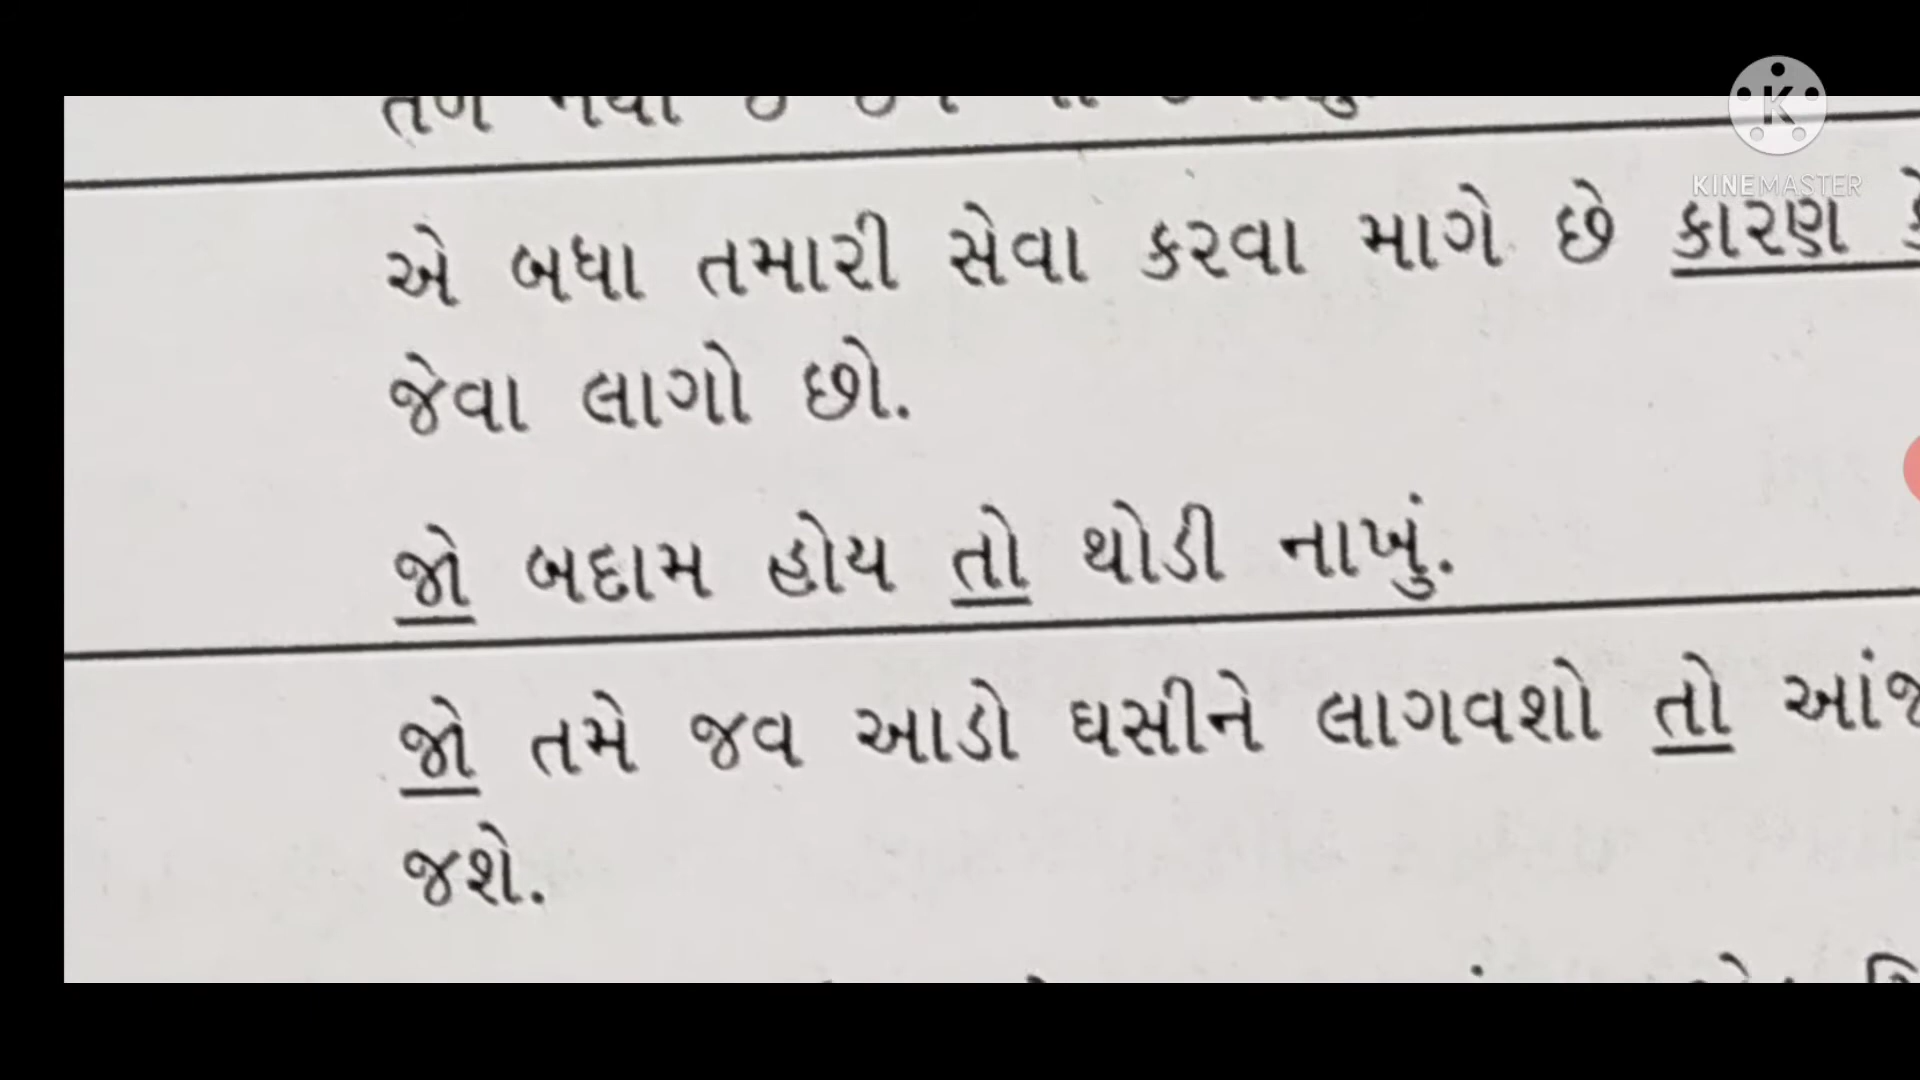 KINEMASTER
એ બધા તમારી સેવા કરવા માગે છે કારણ
જેવા લાગો છો.
જો બદામ હોય તો થોડી નાખું.
જો તમે જવ આડો ઘસીને લાગવશો તો
જશે.